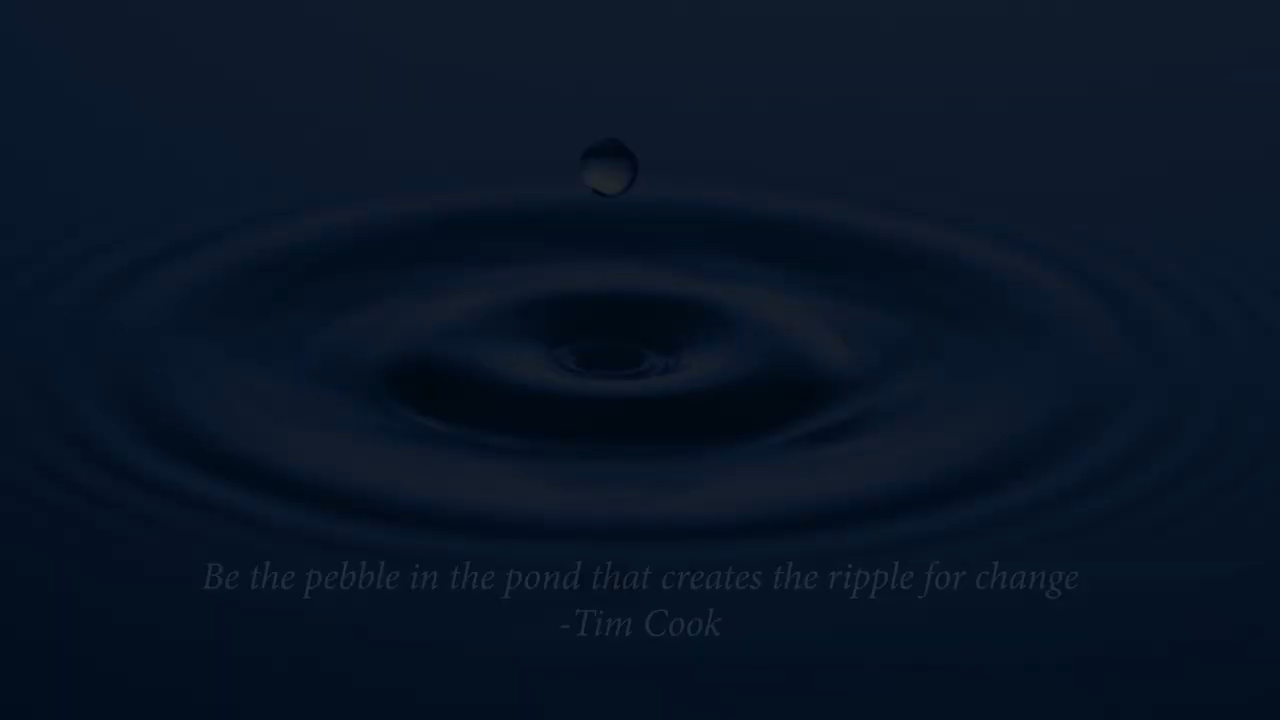 Be the pebble in the pond that creates the ripple for change
-Tim Cook